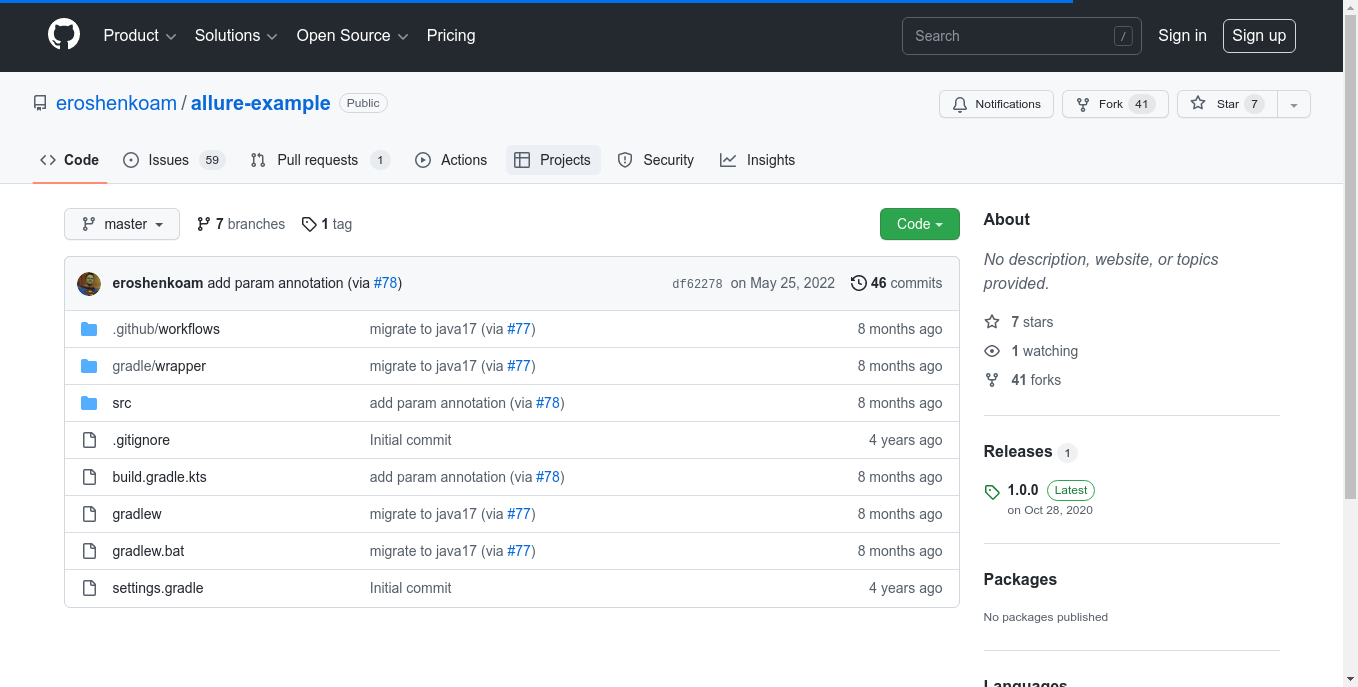 Product Solutions Open Source Pricing Search / Sign in Sign up
eroshenkoam / allure-example Public Notifications Fork 41 Star 7
Code Issues 59 Pull requests 1 Actions Projects Security Insights
master 7 branches 1 tag Code
eroshenkoam add param annotation (via #78) df62278 on May 25, 2022 46 commits
.github/workflows migrate to java17 (via #77) 8 months ago
gradle/wrapper migrate to java17 (via #77) 8 months ago
src add param annotation (via #78) 8 months ago
.gitignore Initial commit 4 years ago
build.gradle.kts add param annotation (via #78) 8 months ago
gradlew migrate to java17 (via #77) 8 months ago
gradlew.bat migrate to java17 (via #77) 8 months ago
settings.gradle Initial commit 4 years ago
About
No description, website, or topics
provided.
7 stars
1 watching
41 forks
Releases 1
1.0.0 Latest
on Oct 28, 2020
Packages
No packages published
Languages